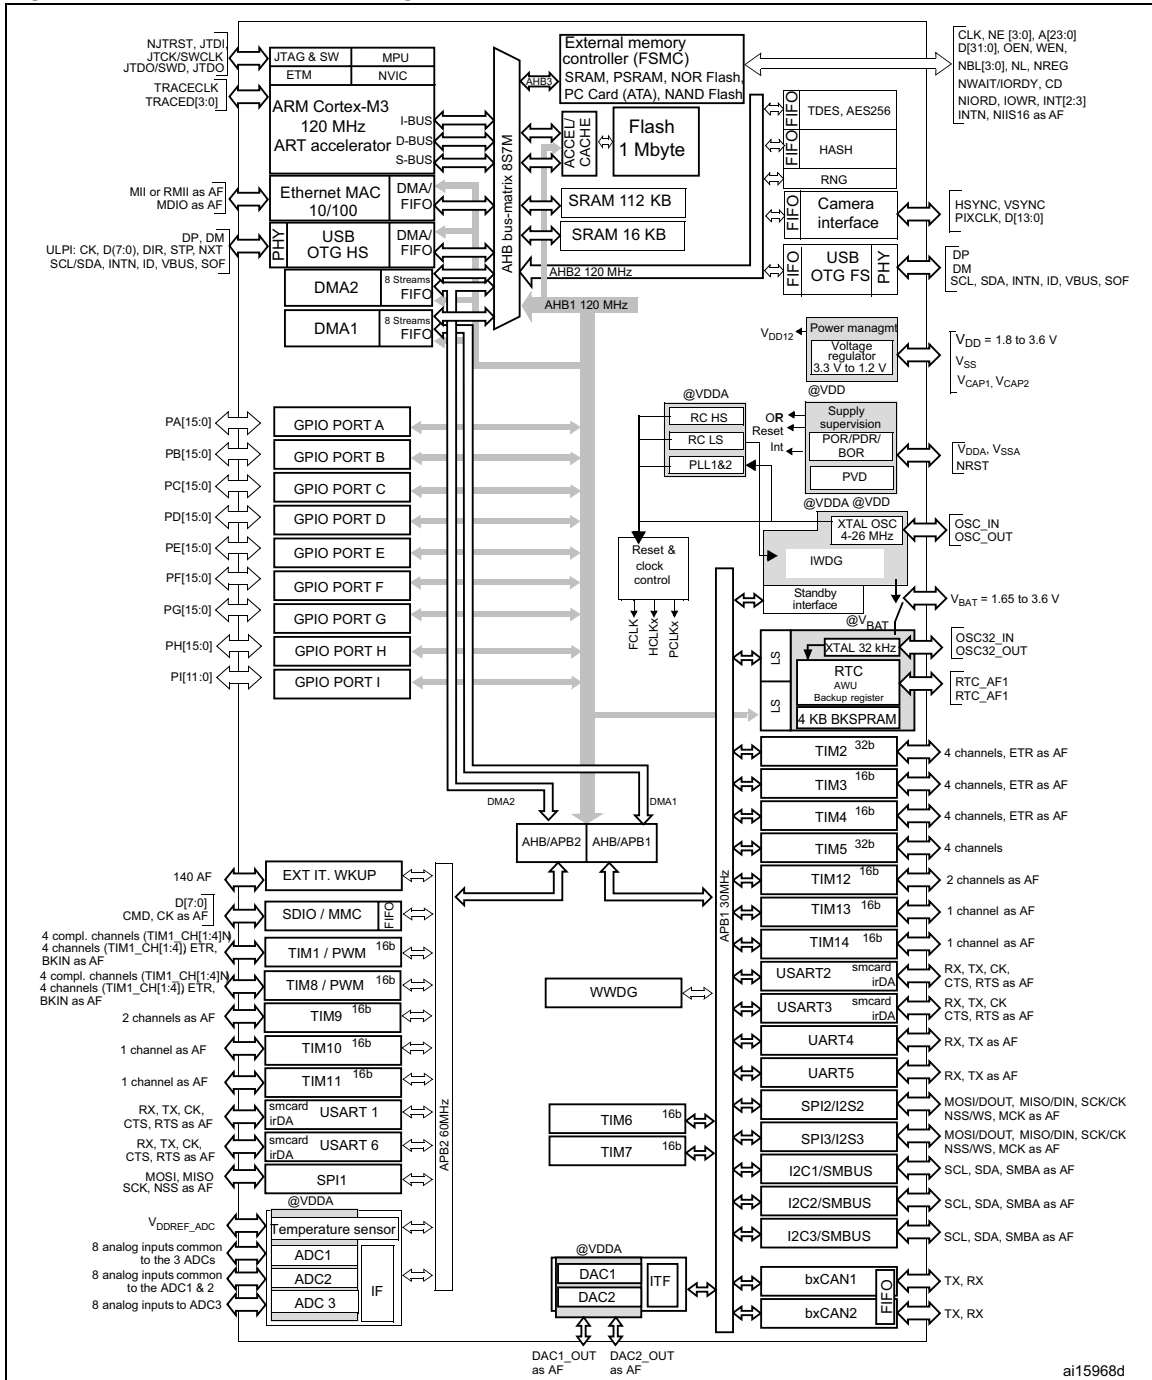 NJTRST, JTDI,
JTCK/SWCLK
JTDO/SWD, JTDO
TRACECLK
TRACED[3:0]
JTAG & SW
MPU
ETM
NVIC
ARM Cortex-M3
120 MHz
ART accelerator
I-BUS
D-BUS
S-BUS
MII or RMII as AF
MDIO as AF
Ethernet MAC
10/100
DMA/
FIFO
DP, DM
ULPI: CK, D(7:0), DIR, STP, NXT
SCL/SDA, INTN, ID, VBUS, SOF
PHY
USB
OTG HS
DMA/
FIFO
DMA2
8 Streams
FIFO
DMA1
8 Streams
FIFO
AHB bus-matrix 8S7M
AHB3
External memory
controller (FSMC)
SRAM, PSRAM, NOR Flash,
PC Card (ATA), NAND Flash
CLK, NE [3:0], A[23:0]
D[31:0], OEN, WEN,
NBL[3:0], NL, NREG
NWAIT/IORDY, CD
NIORD, IOWR, INT[2:3]
INTN, NIIS16 as AF
ACCEL/
CACHE
Flash
1 Mbyte
SRAM 112 KB
SRAM 16 KB
AHB2 120 MHz
AHB1 120 MHz
FIFO
TDES, AES256
FIFO
HASH
RNG
FIFO
Camera
interface
HSYNC, VSYNC
PIXCLK, D[13:0]
FIFO
USB
OTG FS
PHY
DP
DM
SCL, SDA, INTN, ID, VBUS, SOF
VDD12
Power managmt
Voltage
regulator
3.3 V to 1.2 V
VDD = 1.8 to 3.6 V
VSS
VCAP1, VCAP2
@VDD
@VDDA
RC HS
RC LS
PLL1&2
OR
Reset
Int
Supply
supervision
POR/PDR/
BOR
PVD
VDDA, VSSA
NRST
@VDDA @VDD
XTAL OSC
4-26 MHz
OSC_IN
OSC_OUT
IWDG
Standby
interface
VBAT = 1.65 to 3.6 V
@VBAT
Reset &
clock
control
FCLK
HCLKx
PCLKx
LS
LS
XTAL 32 kHz
OSC32_IN
OSC32_OUT
RTC
AWU
Backup register
4 KB BKSPRAM
RTC_AF1
RTC_AF1
PA[15:0]
GPIO PORT A
PB[15:0]
GPIO PORT B
PC[15:0]
GPIO PORT C
PD[15:0]
GPIO PORT D
PE[15:0]
GPIO PORT E
PF[15:0]
GPIO PORT F
PG[15:0]
GPIO PORT G
PH[15:0]
GPIO PORT H
PI[11:0]
GPIO PORT I
DMA2
DMA1
AHB/APB2
AHB/APB1
APB1 30MHz
TIM2 32b
4 channels, ETR as AF
TIM3 16b
4 channels, ETR as AF
TIM4 16b
4 channels, ETR as AF
TIM5 32b
4 channels
TIM12 16b
2 channels as AF
TIM13 16b
1 channel as AF
TIM14 16b
1 channel as AF
USART2 smcard
irDA
RX, TX, CK,
CTS, RTS as AF
USART3 smcard
irDA
RX, TX, CK
CTS, RTS as AF
UART4
RX, TX as AF
UART5
RX, TX as AF
SPI2/I2S2
MOSI/DOUT, MISO/DIN, SCK/CK
NSS/WS, MCK as AF
SPI3/I2S3
MOSI/DOUT, MISO/DIN, SCK/CK
NSS/WS, MCK as AF
I2C1/SMBUS
SCL, SDA, SMBA as AF
I2C2/SMBUS
SCL, SDA, SMBA as AF
I2C3/SMBUS
SCL, SDA, SMBA as AF
bxCAN1
TX, RX
bxCAN2
TX, RX
FIFO
140 AF
EXT IT. WKUP
D[7:0]
CMD, CK as AF
SDIO / MMC
FIFO
4 compl. channels (TIM1_CH[1:4]N
4 channels (TIM1_CH[1:4]) ETR,
BKIN as AF
TIM1 / PWM 16b
4 compl. channels (TIM1_CH[1:4]N
4 channels (TIM1_CH[1:4]) ETR,
BKIN as AF
TIM8 / PWM 16b
2 channels as AF
TIM9 16b
1 channel as AF
TIM10 16b
1 channel as AF
TIM11 16b
RX, TX, CK,
CTS, RTS as AF
smcard
irDA
USART 1
RX, TX, CK,
CTS, RTS as AF
smcard
irDA
USART 6
MOSI, MISO
SCK, NSS as AF
SPI1
APB2 60MHz
@VDDA
VDDREF_ADC
Temperature sensor
8 analog inputs common
to the 3 ADCs
ADC1
8 analog inputs common
to the ADC1 & 2
ADC2
8 analog inputs to ADC3
ADC 3
IF
WWDG
TIM6 16b
TIM7 16b
@VDDA
DAC1
DAC2
ITF
DAC1_OUT
as AF
DAC2_OUT
as AF
ai15968d